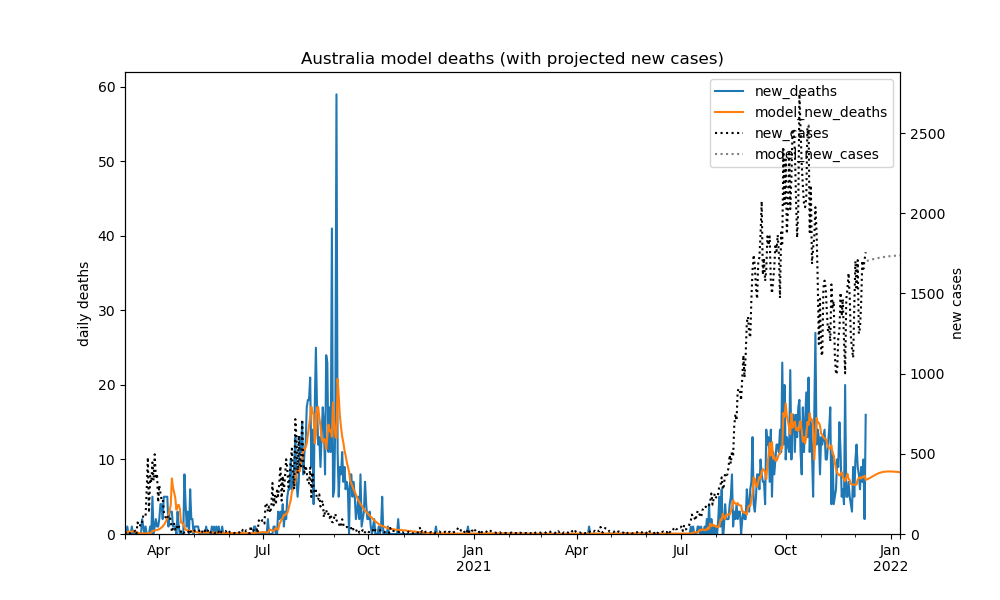 Australia model deaths (with projected new cases)
new_deaths
model_new_deaths
new_cases
model_new_cases
60
50
40
30
20
10
0
daily deaths
2500
2000
1500
1000
500
0
new cases
Apr
Jul
Oct
Jan
2021
Apr
Jul
Oct
Jan
2022